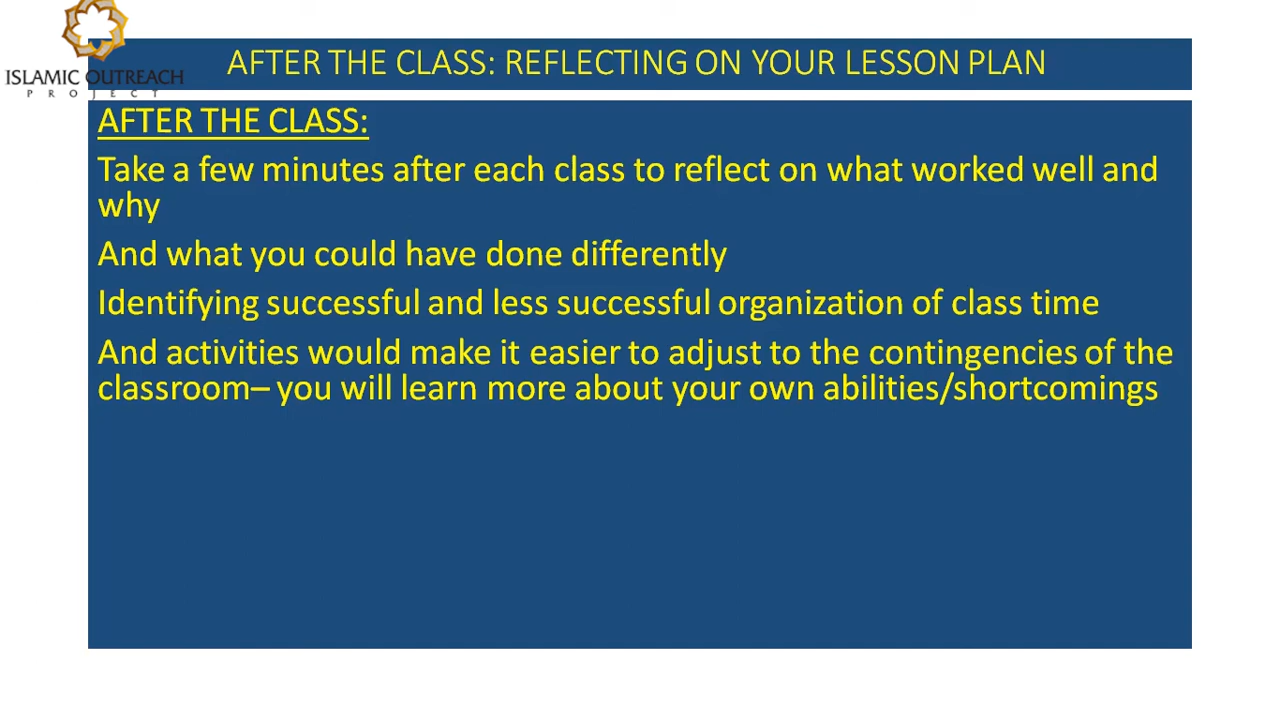 ISLAMIC OUTREACH
PROJECT
AFTER THE CLASS: REFLECTING ON YOUR LESSON PLAN
AFTER THE CLASS:
Take a few minutes after each class to reflect on what worked well and
why
And what you could have done differently
Identifying successful and less successful organization of class time
And activities would make it easier to adjust to the contingencies of the
classroom– you will learn more about your own abilities/shortcomings